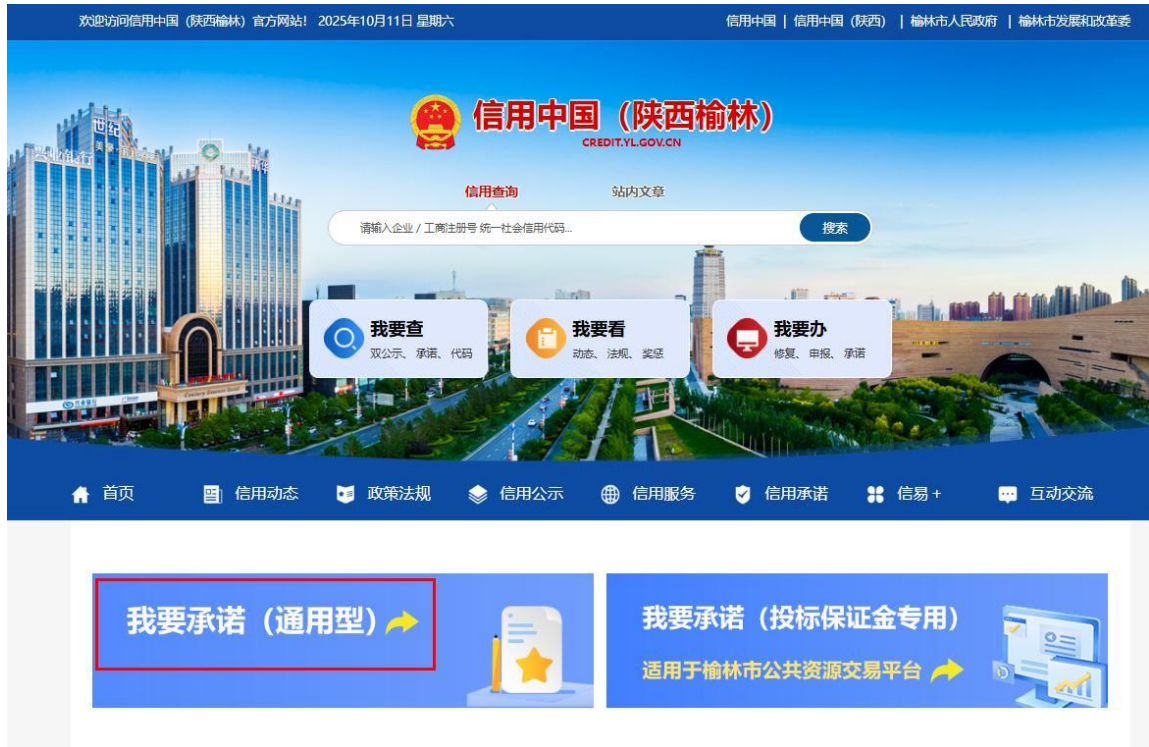 欢迎访问信用中国（陕西榆林）官方网站! 2025年10月11日 星期六
信用中国 | 信用中国（陕西） | 榆林市人民政府 | 榆林市发展和改革委
世纪
兴业银行
精华
信用中国（陕西榆林）
CREDIT.YL.GOV.CN
信用查询 站内文章
请输入企业 / 工商注册号 统一社会信用代码...
搜索
我要查
双公示、承诺、代码
我要看
动态、法规、奖惩
我要办
修复、申报、承诺
首页 信用动态 政策法规 信用公示 信用服务 信用承诺 信易+ 互动交流
我要承诺（通用型）
我要承诺（投标保证金专用）
适用于榆林市公共资源交易平台